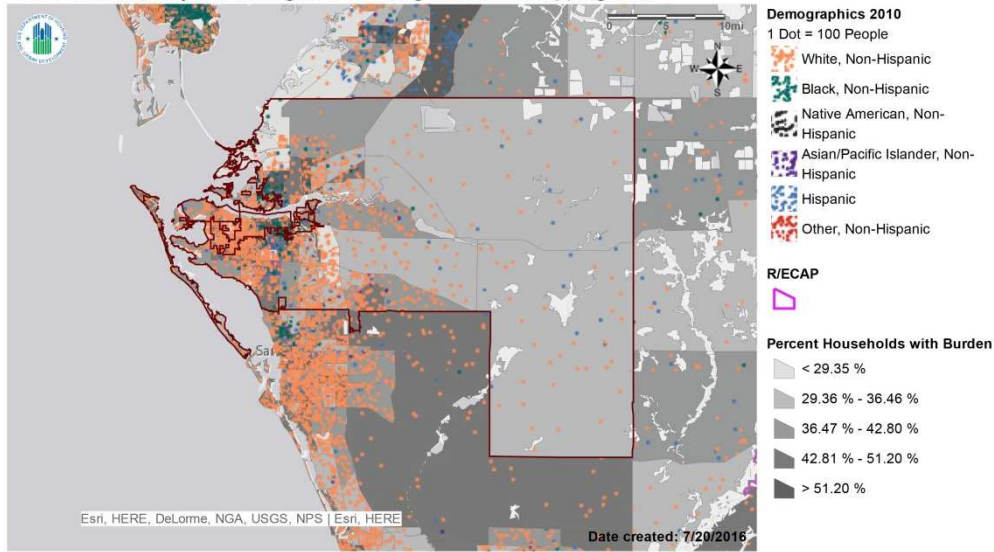 Demographics 2010
1 Dot = 100 People
White, Non-Hispanic
Black, Non-Hispanic
Native American, Non-
Hispanic
Asian/Pacific Islander, Non-
Hispanic
Hispanic
Other, Non-Hispanic
R/ECAP
Percent Households with Burden
< 29.35 %
29.36 % - 36.46 %
36.47 % - 42.80 %
42.81 % - 51.20 %
> 51.20 %
0 5 10mi
N
W E
S
Bay
Sar
Esri, HERE, DeLorme, NGA, USGS, NPS | Esri, HERE
Date created: 7/20/2016